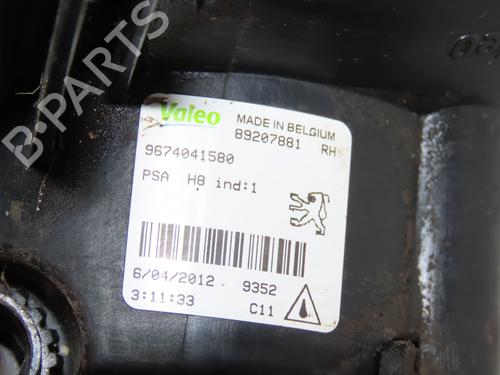 B-PARTS
Valeo
MADE IN BELGIUM
89207881 RH
9674041580
PSA H8 ind:1
6/04/2012 9352
3:11:33 C11